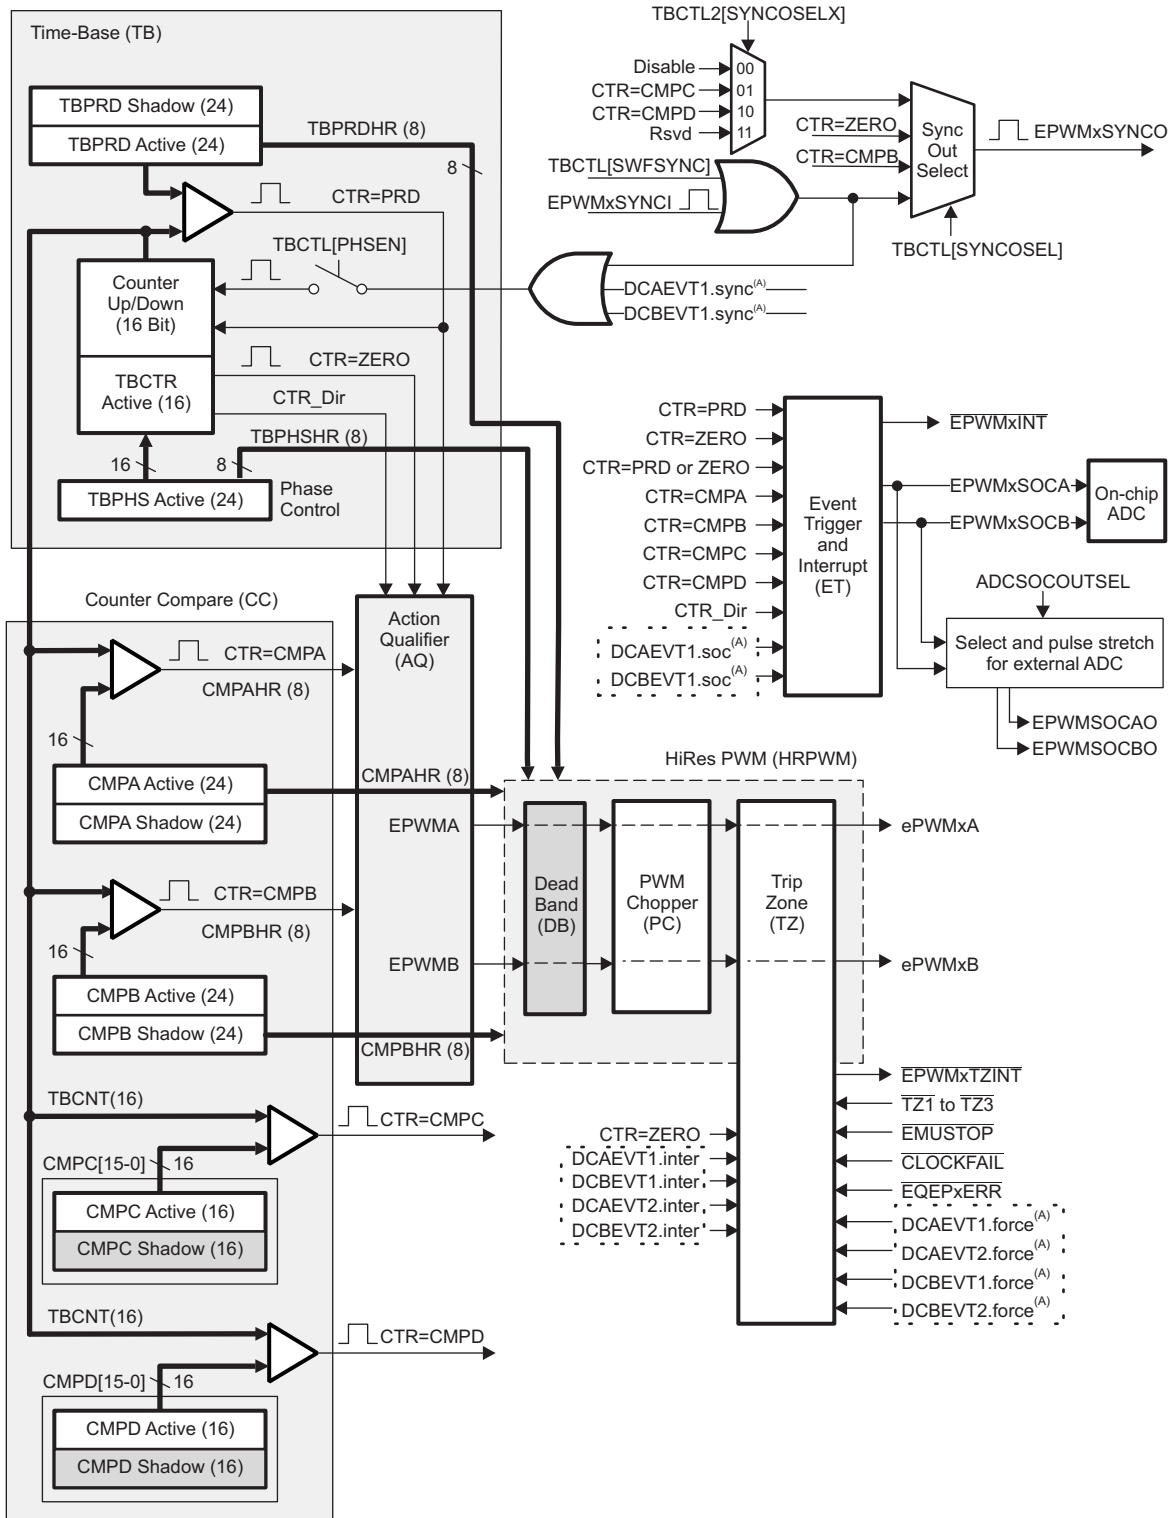 Time-Base (TB)
TBPRD Shadow (24)
TBPRD Active (24)
TBPRDHR (8)
8
CTR=PRD
TBCTL[PHSEN]
Counter
Up/Down
(16 Bit)
TBCTR
Active (16)
CTR=ZERO
CTR_Dir
TBPHSHR (8)
16
8
TBPHS Active (24)
Phase
Control
TBCTL2[SYNCOSELX]
Disable
00
CTR=CMPC
01
CTR=CMPD
10
Rsvd
11
CTR=ZERO
CTR=CMPB
Sync
Out
Select
EPWMxSYNCO
TBCTL[SWFSYNC]
EPWMxSYNCI
TBCTL[SYNCOSEL]
DCAEVT1.sync(A)
DCBEVT1.sync(A)
CTR=PRD
CTR=ZERO
CTR=PRD or ZERO
CTR=CMPA
CTR=CMPB
CTR=CMPC
CTR=CMPD
CTR_Dir
DCAEVT1.soc(A)
DCBEVT1.soc(A)
Event
Trigger
and
Interrupt
(ET)
EPWMxINT
EPWMxSOCA
EPWMxSOCB
On-chip
ADC
ADCSOCOUTSEL
Select and pulse stretch
for external ADC
EPWMSOCAO
EPWMSOCBO
Counter Compare (CC)
CTR=CMPA
CMPAHR (8)
16
CMPA Active (24)
CMPA Shadow (24)
CTR=CMPB
CMPBHR (8)
16
CMPB Active (24)
CMPB Shadow (24)
TBCNT(16)
CTR=CMPC
CMPC[15-0]
16
CMPC Active (16)
CMPC Shadow (16)
TBCNT(16)
CTR=CMPD
CMPD[15-0]
16
CMPD Active (16)
CMPD Shadow (16)
Action
Qualifier
(AQ)
CMPAHR (8)
EPWMA
EPWMB
CMPBHR (8)
HiRes PWM (HRPWM)
Dead
Band
(DB)
PWM
Chopper
(PC)
Trip
Zone
(TZ)
ePWMxA
ePWMxB
EPWMxTZINT
TZ1 to TZ3
EMUSTOP
CLOCKFAIL
EQEPxERR
DCAEVT1.force(A)
DCAEVT2.force(A)
DCBEVT1.force(A)
DCBEVT2.force(A)
CTR=ZERO
DCAEVT1.inter
DCBEVT1.inter
DCAEVT2.inter
DCBEVT2.inter